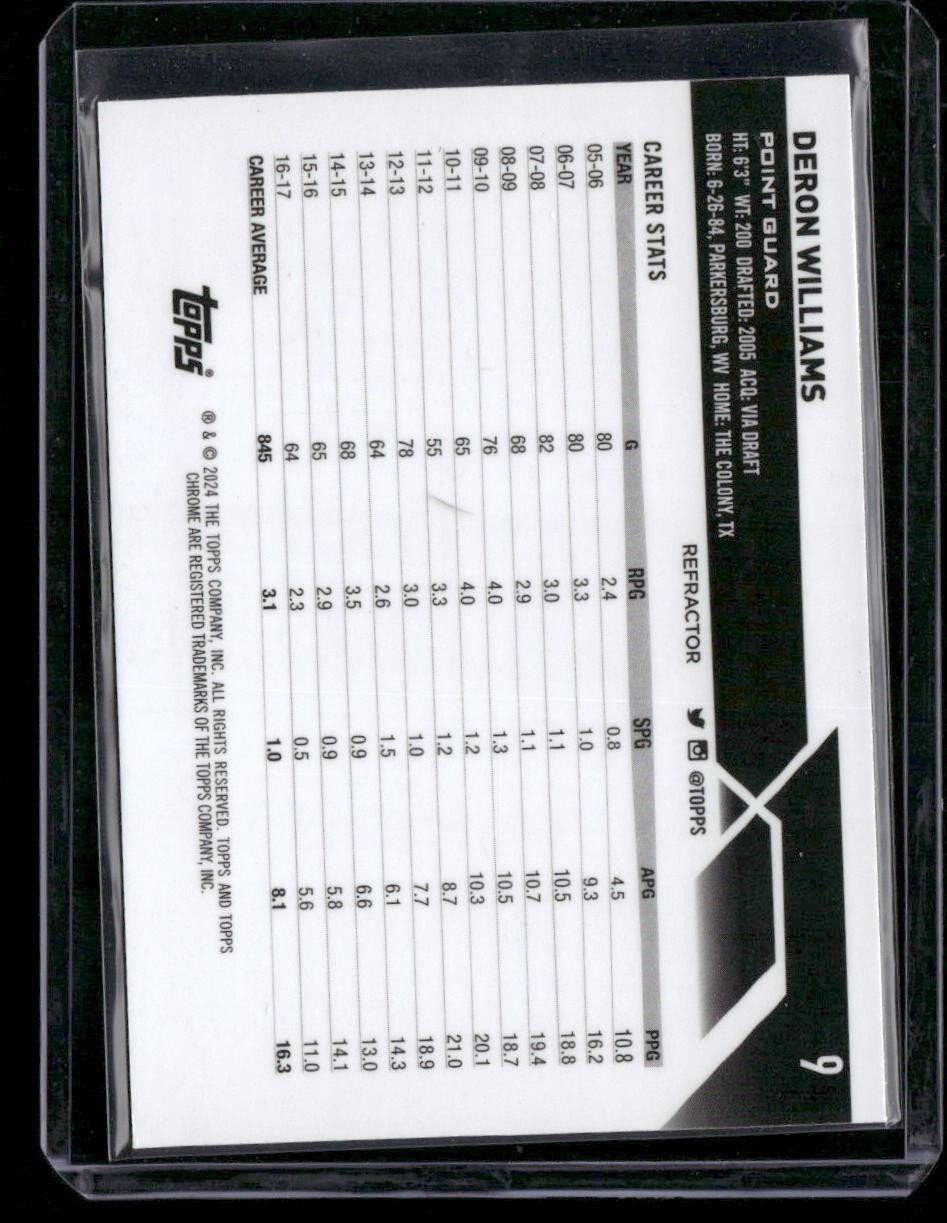 DERON WILLIAMS 9
POINT GUARD
HT: 6'3" WT: 200 DRAFTED: 2005 ACQ: VIA DRAFT
BORN: 6-26-84, PARKERSBURG, WV HOME: THE COLONY, TX
REFRACTOR @TOPPS
CAREER STATS
YEAR G RPG SPG APG PPG
05-06 80 2.4 0.8 4.5 10.8
06-07 80 3.3 1.0 9.3 16.2
07-08 82 3.0 1.1 10.5 18.8
08-09 68 2.9 1.1 10.7 19.4
09-10 76 4.0 1.3 10.5 18.7
10-11 65 4.0 1.2 10.3 20.1
11-12 55 3.3 1.2 8.7 21.0
12-13 78 3.0 1.0 7.7 18.9
13-14 64 2.6 1.5 6.1 14.3
14-15 68 3.5 0.9 6.6 13.0
15-16 65 2.9 0.9 5.8 14.1
16-17 64 2.3 0.5 5.6 11.0
CAREER AVERAGE 845 3.1 1.0 8.1 16.3
topps®
® & © 2024 THE TOPPS COMPANY, INC. ALL RIGHTS RESERVED. TOPPS AND TOPPS
CHROME ARE REGISTERED TRADEMARKS OF THE TOPPS COMPANY, INC.